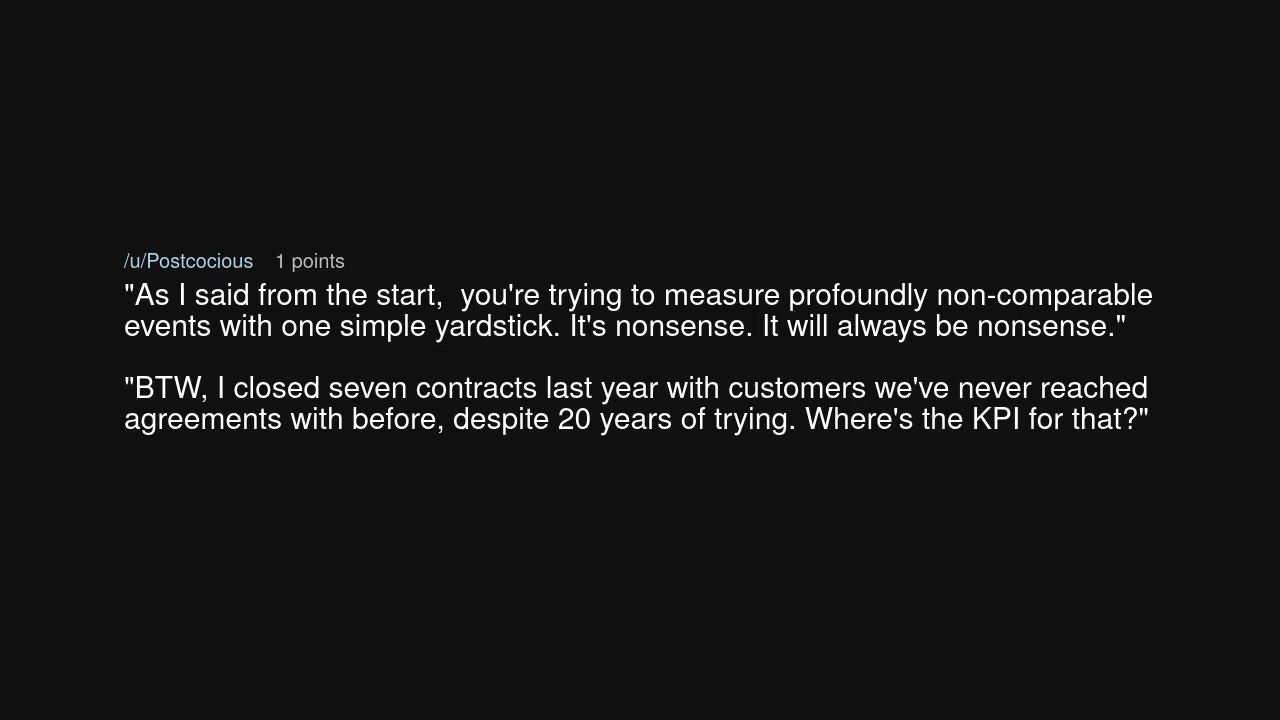 /u/Postcocious 1 points
"As I said from the start,  you're trying to measure profoundly non-comparable
events with one simple yardstick. It's nonsense. It will always be nonsense."
"BTW, I closed seven contracts last year with customers we've never reached
agreements with before, despite 20 years of trying. Where's the KPI for that?"